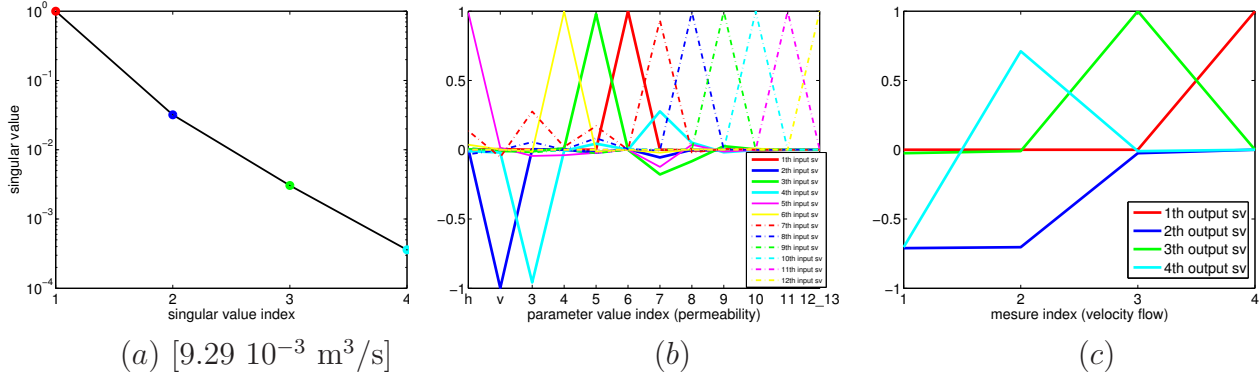 10^0
10^-1
10^-2
10^-3
10^-4
singular value
1 2 3 4
singular value index
(a) [9.29 10^-3 m^3/s]
1
0.5
0
-0.5
-1
h v 3 4 5 6 7 8 9 10 11 12_13
parameter value index (permeability)
1th input sv
2th input sv
3th input sv
4th input sv
5th input sv
6th input sv
7th input sv
8th input sv
9th input sv
10th input sv
11th input sv
12th input sv
(b)
1
0.5
0
-0.5
-1
1 2 3 4
mesure index (velocity flow)
1th output sv
2th output sv
3th output sv
4th output sv
(c)